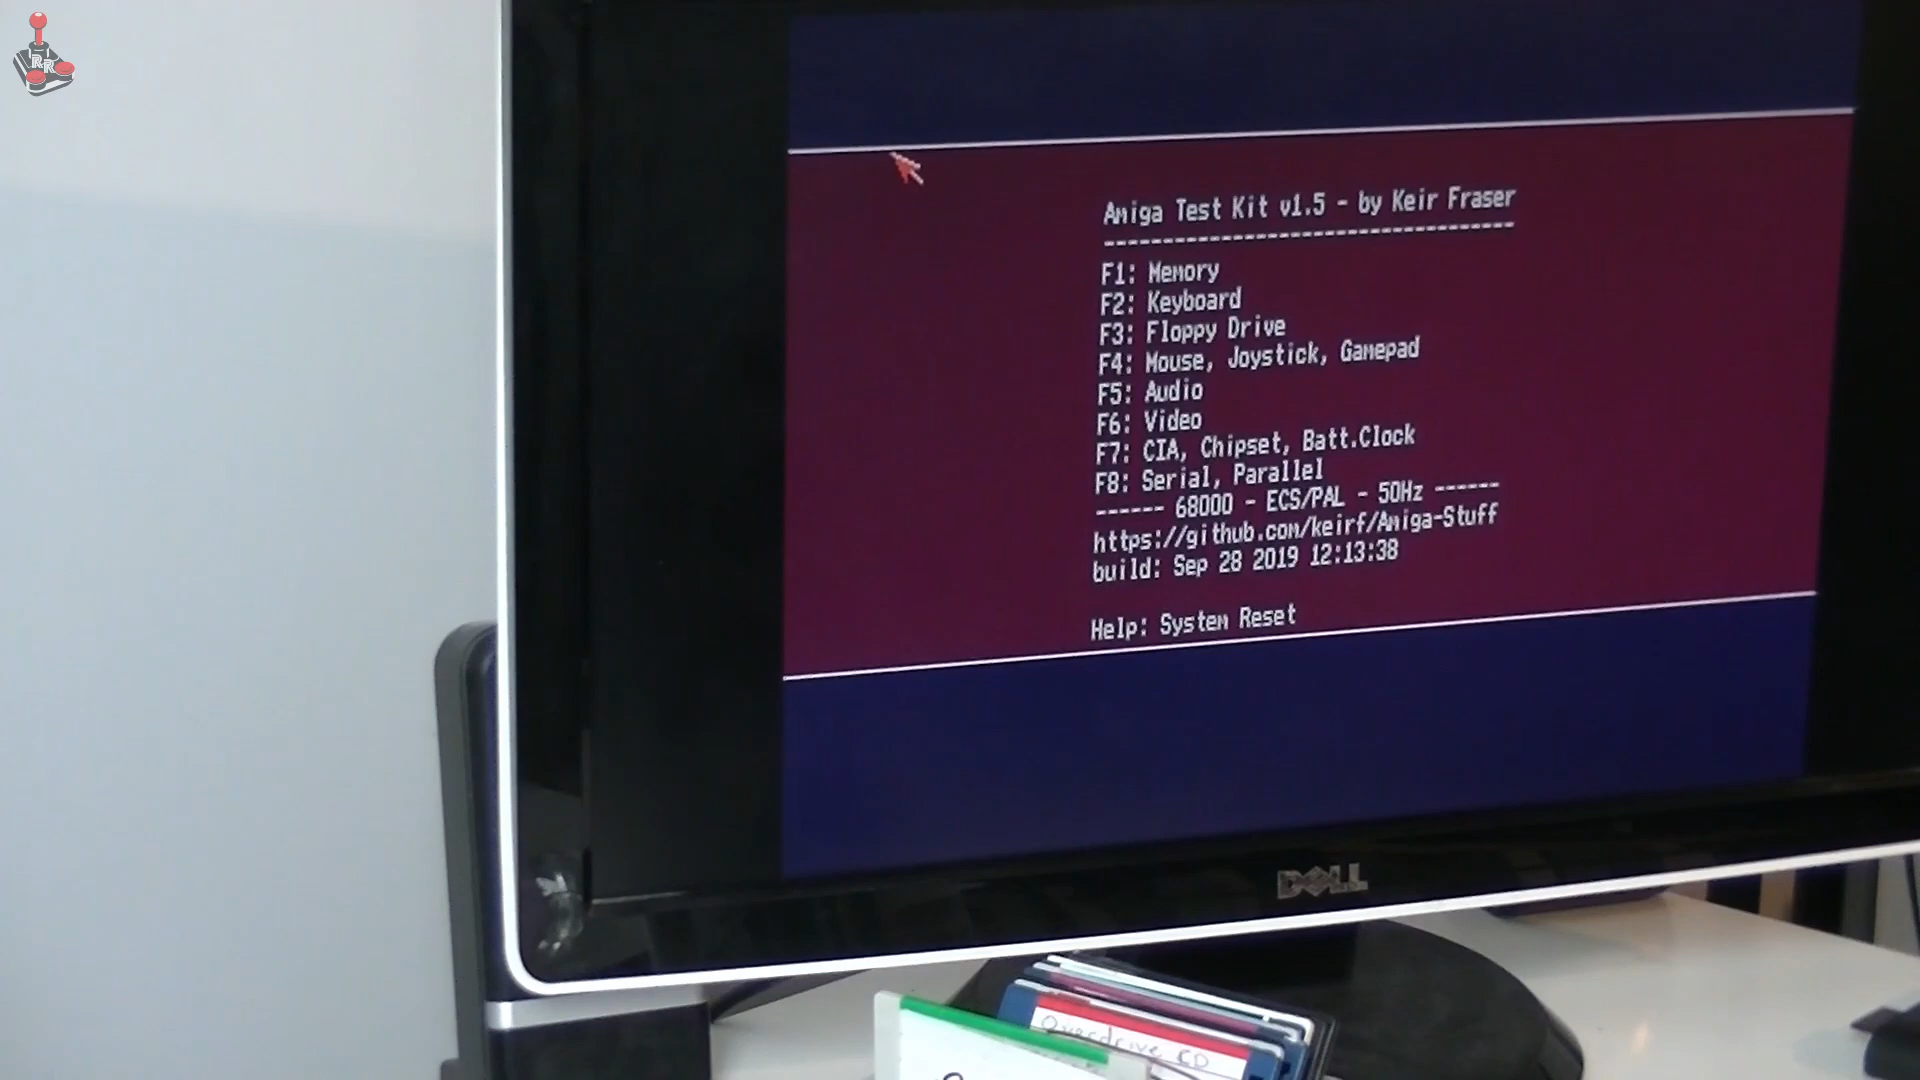 RR
Amiga Test Kit v1.5 - by Keir Fraser
------------------------------------
F1: Memory
F2: Keyboard
F3: Floppy Drive
F4: Mouse, Joystick, Gamepad
F5: Audio
F6: Video
F7: CIA, Chipset, Batt.Clock
F8: Serial, Parallel
------ 68000 - ECS/PAL - 50Hz ------
https://github.com/keirf/Amiga-Stuff
build: Sep 28 2019 12:13:38
Help: System Reset
DELL
Overdrive CD